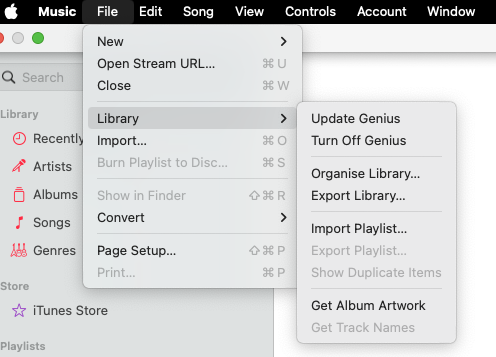 Music File Edit Song View Controls Account Window
Search
Library
Recently
Artists
Albums
Songs
Genres
Store
iTunes Store
Playlists
New
Open Stream URL... ⌘ U
Close ⌘ W
Library
Import... ⌘ O
Burn Playlist to Disc... ⌘ S
Show in Finder ⇧⌘ R
Convert
Page Setup... ⇧⌘ P
Print... ⌘ P
Update Genius
Turn Off Genius
Organise Library...
Export Library...
Import Playlist...
Export Playlist...
Show Duplicate Items
Get Album Artwork
Get Track Names